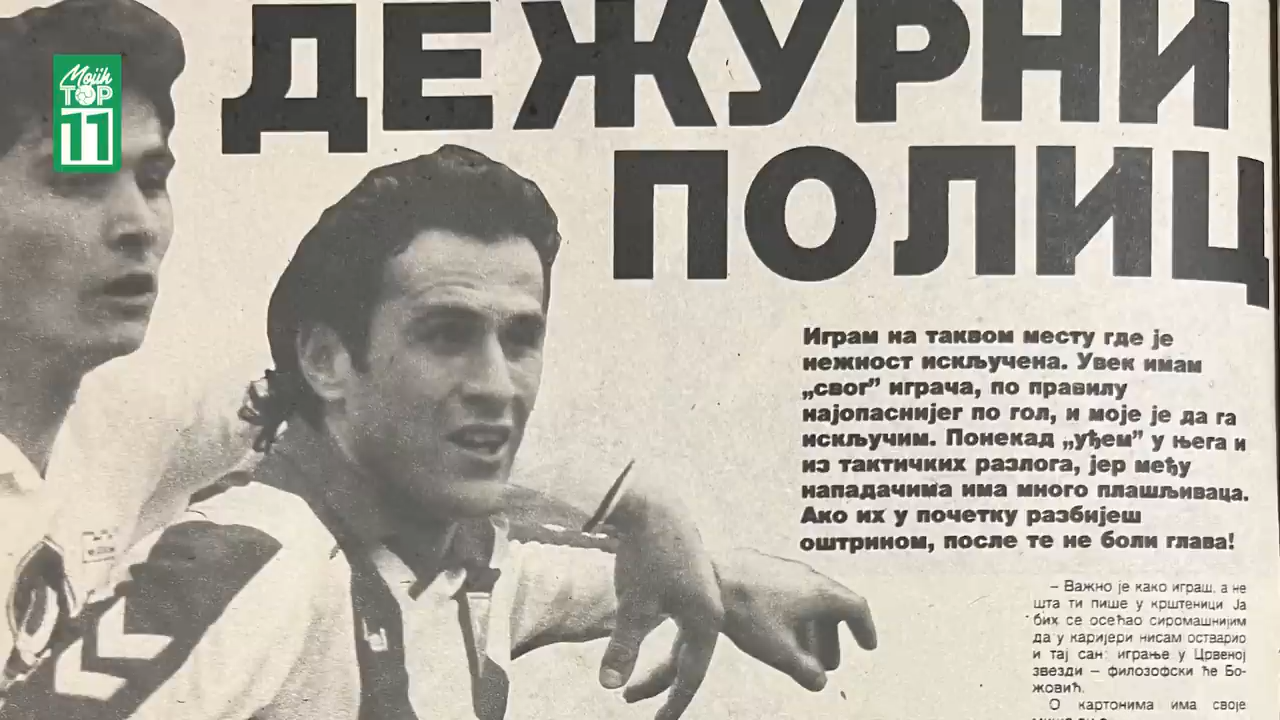 Мојих
TOP
11
ДЕЖУРНИ
ПОЛИЦ
Играм на таквом месту где је
нежност искључена. Увек имам
„свог” играча, по правилу
најопаснијег по гол, и моје је да га
искључим. Понекад „уђем” у њега и
из тактичких разлога, јер међу
нападачима има много плашљиваца.
Ако их у почетку разбијеш
оштрином, после те не боли глава!
– Важно је како играш, а не
шта ти пише у крштеници. Ја
бих се осећао сиромашнијим
да у каријери нисам остварио
и тај сан: играње у Црвеној
звезди – филозофски ће Бо-
жовић.
О картонима има своје